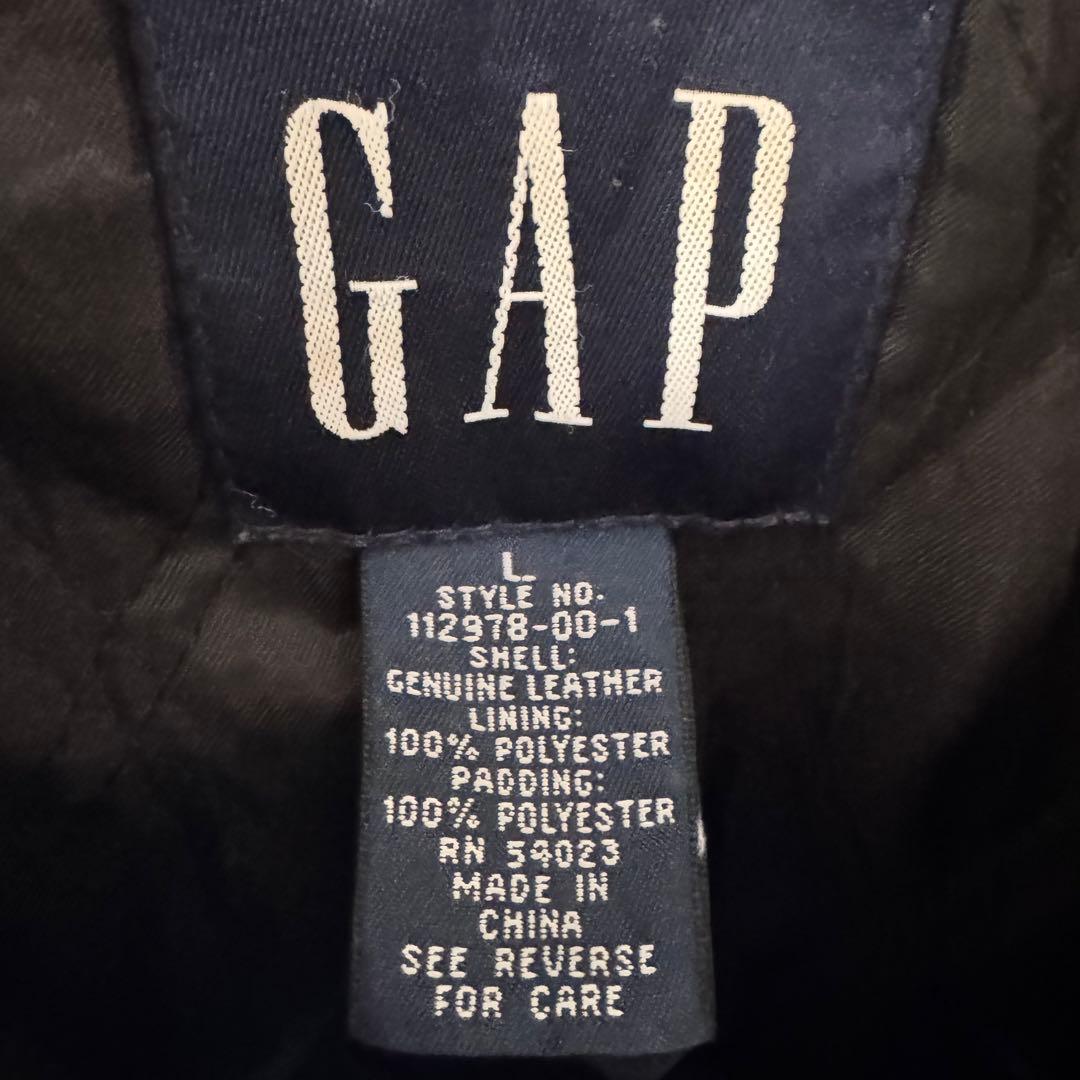 GAP
L
STYLE NO.
112978-00-1
SHELL:
GENUINE LEATHER
LINING:
100% POLYESTER
PADDING:
100% POLYESTER
RN 54023
MADE IN
CHINA
SEE REVERSE
FOR CARE